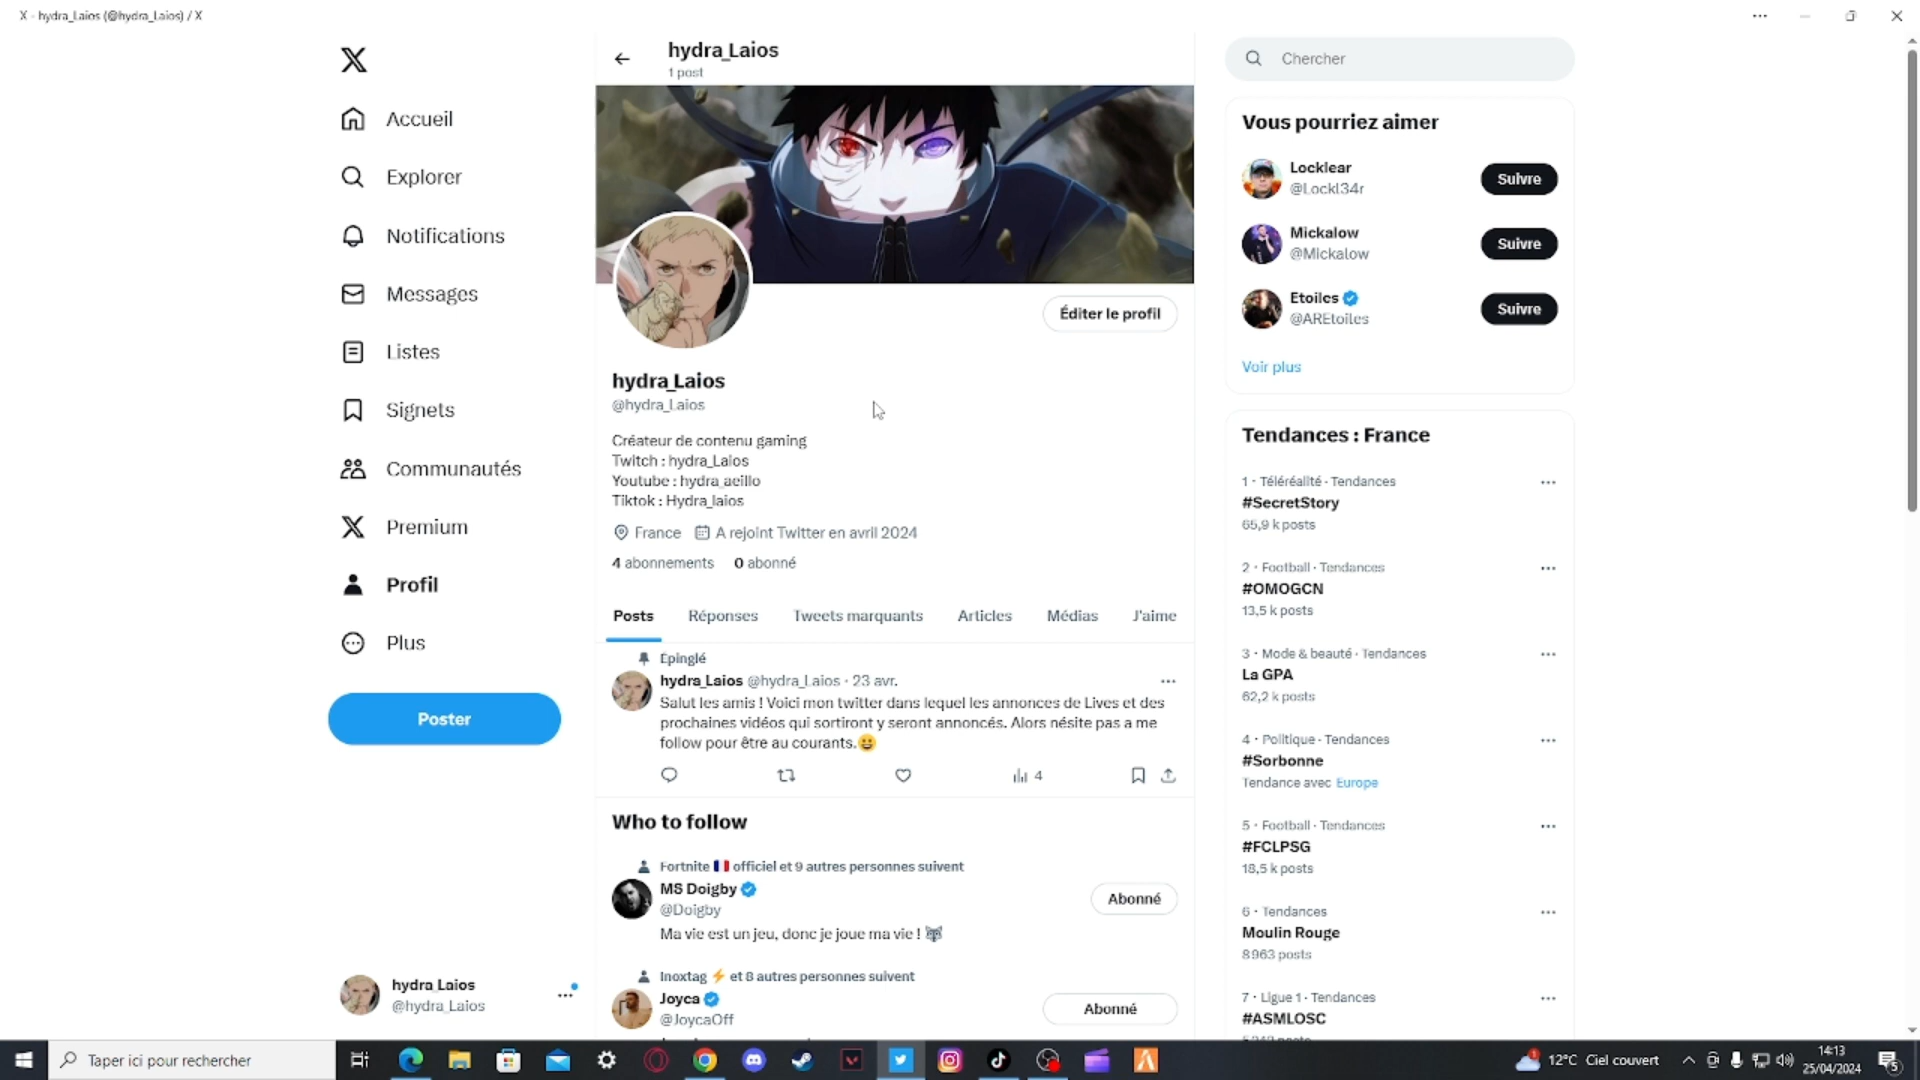 X - hydra_Laios (@hydra_Laios) / X
Accueil
Explorer
Notifications
Messages
Listes
Signets
Communautés
Premium
Profil
Plus
Poster
hydra_Laios
@hydra_Laios
hydra_Laios
1 post
Éditer le profil
hydra_Laios
@hydra_Laios
Créateur de contenu gaming
Twitch : hydra_Laios
Youtube : hydra_aeillo
Tiktok : Hydra_laios
France A rejoint Twitter en avril 2024
4 abonnements 0 abonné
Posts Réponses Tweets marquants Articles Médias J'aime
Épinglé
hydra_Laios @hydra_Laios · 23 avr.
Salut les amis ! Voici mon twitter dans lequel les annonces de Lives et des
prochaines vidéos qui sortiront y seront annoncés. Alors nésite pas a me
follow pour être au courants.😀
4
Who to follow
Fortnite 🇫🇷 officiel et 9 autres personnes suivent
MS Doigby
@Doigby
Abonné
Ma vie est un jeu, donc je joue ma vie ! 🐺
Inoxtag ⚡ et 8 autres personnes suivent
Joyca
@JoycaOff
Abonné
Chercher
Vous pourriez aimer
Locklear
@Lockl34r
Suivre
Mickalow
@Mickalow
Suivre
Etoiles
@AREtoiles
Suivre
Voir plus
Tendances : France
1 · Téléréalité · Tendances
#SecretStory
65,9 k posts
2 · Football · Tendances
#OMOGCN
13,5 k posts
3 · Mode & beauté · Tendances
La GPA
62,2 k posts
4 · Politique · Tendances
#Sorbonne
Tendance avec Europe
5 · Football · Tendances
#FCLPSG
18,5 k posts
6 · Tendances
Moulin Rouge
8 963 posts
7 · Ligue 1 · Tendances
#ASMLOSC
Taper ici pour rechercher
12°C Ciel couvert
14:13
25/04/2024
5